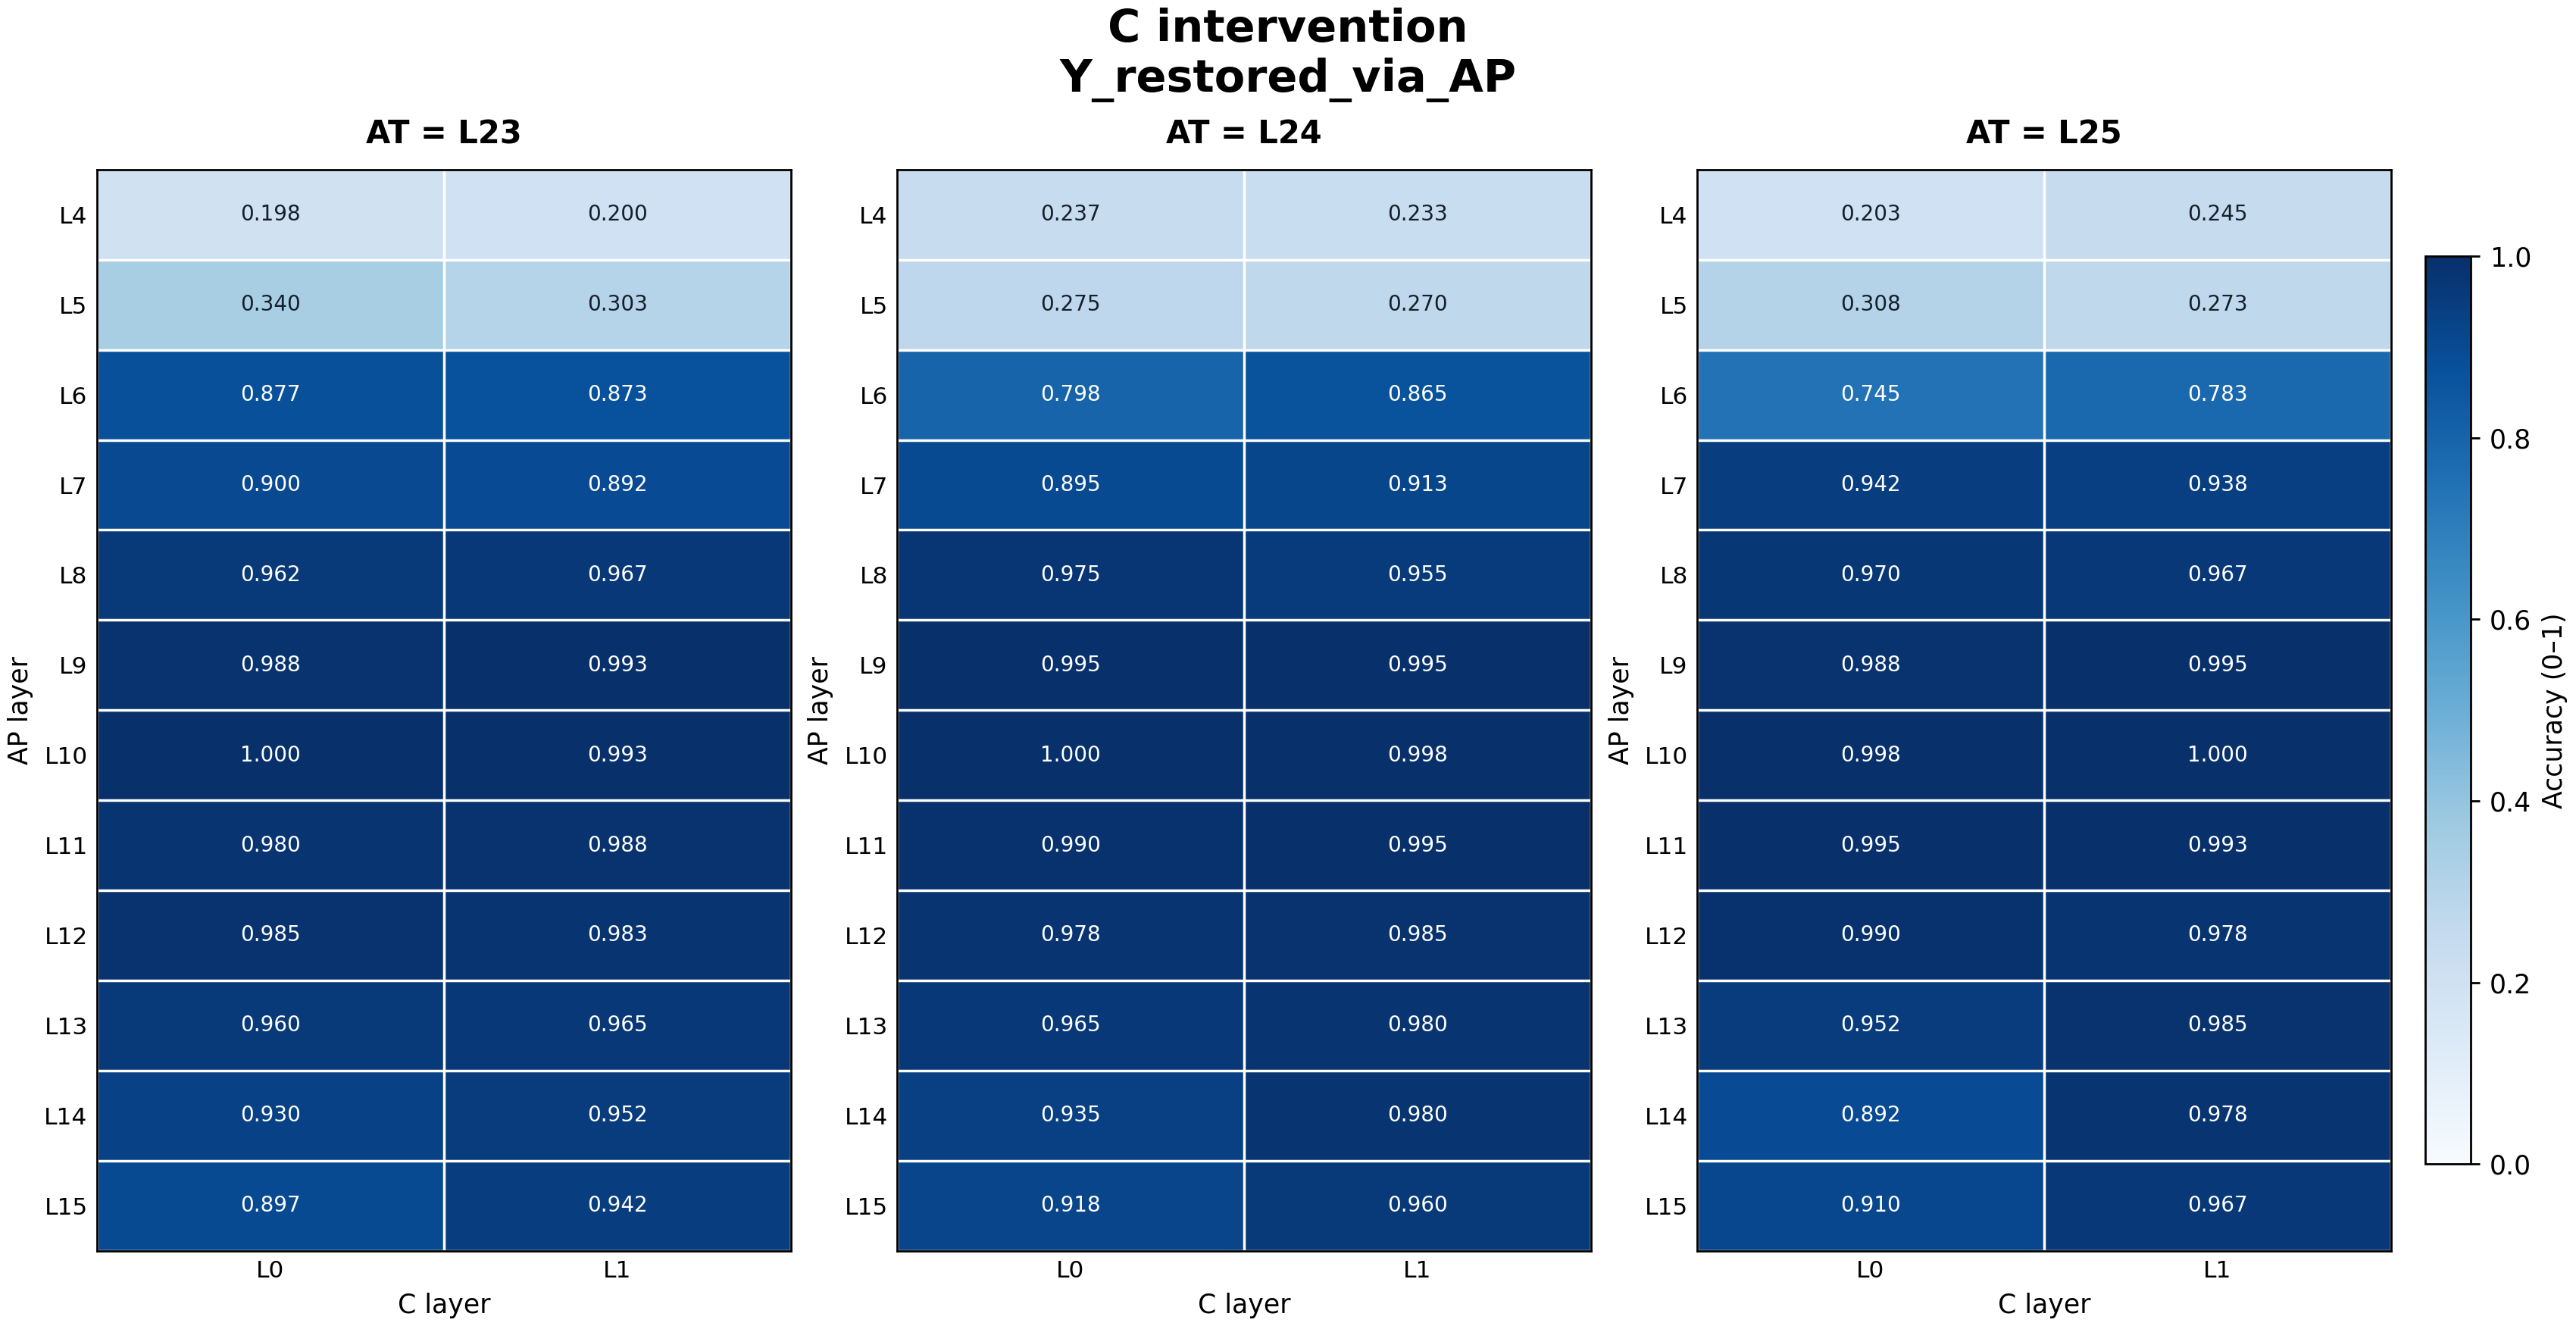 C intervention
Y_restored_via_AP
AT = L23
AT = L24
AT = L25
L4 0.198 0.200
L5 0.340 0.303
L6 0.877 0.873
L7 0.900 0.892
L8 0.962 0.967
L9 0.988 0.993
L10 1.000 0.993
L11 0.980 0.988
L12 0.985 0.983
L13 0.960 0.965
L14 0.930 0.952
L15 0.897 0.942
L0 L1
C layer
AP layer
L4 0.237 0.233
L5 0.275 0.270
L6 0.798 0.865
L7 0.895 0.913
L8 0.975 0.955
L9 0.995 0.995
L10 1.000 0.998
L11 0.990 0.995
L12 0.978 0.985
L13 0.965 0.980
L14 0.935 0.980
L15 0.918 0.960
L0 L1
C layer
AP layer
L4 0.203 0.245
L5 0.308 0.273
L6 0.745 0.783
L7 0.942 0.938
L8 0.970 0.967
L9 0.988 0.995
L10 0.998 1.000
L11 0.995 0.993
L12 0.990 0.978
L13 0.952 0.985
L14 0.892 0.978
L15 0.910 0.967
L0 L1
C layer
AP layer
1.0
0.8
0.6
0.4
0.2
0.0
Accuracy (0–1)